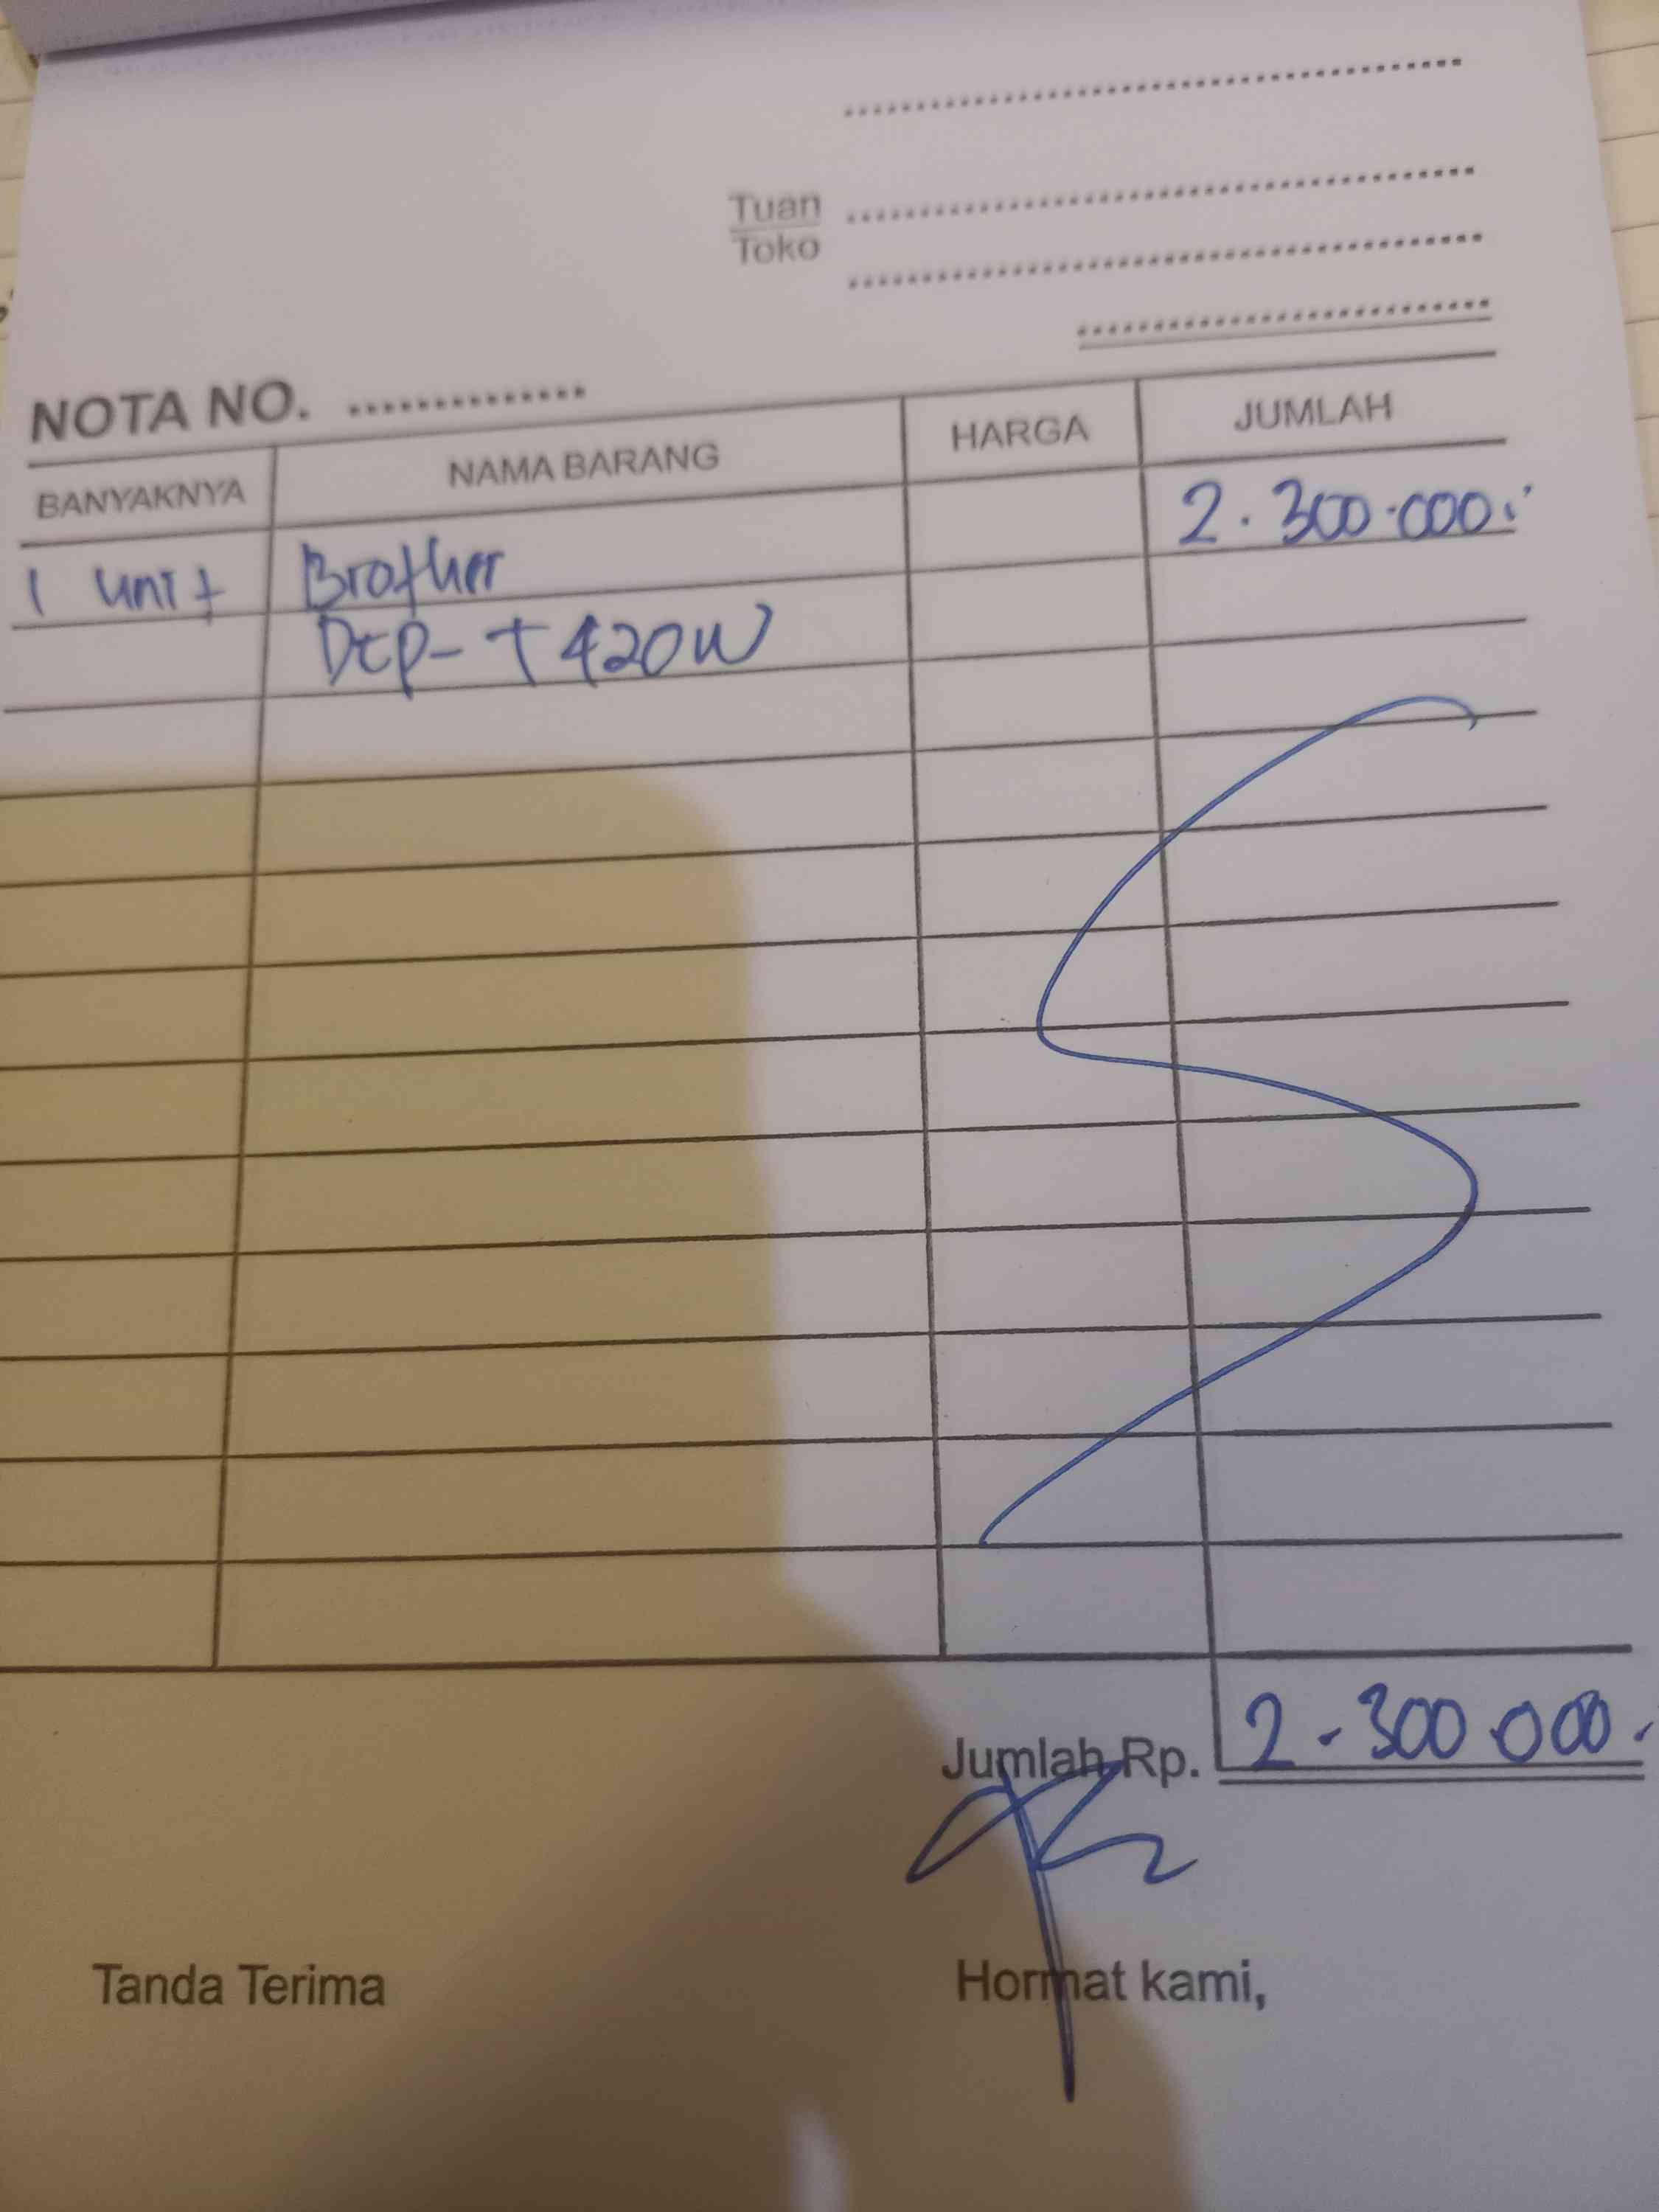 Tuan
Toko
NOTA NO. ..............
BANYAKNYA NAMA BARANG HARGA JUMLAH
1 unit Brother 2.300.000.
Dcp-T420W
Jumlah Rp. 2.300.000.
Tanda Terima Hormat kami,